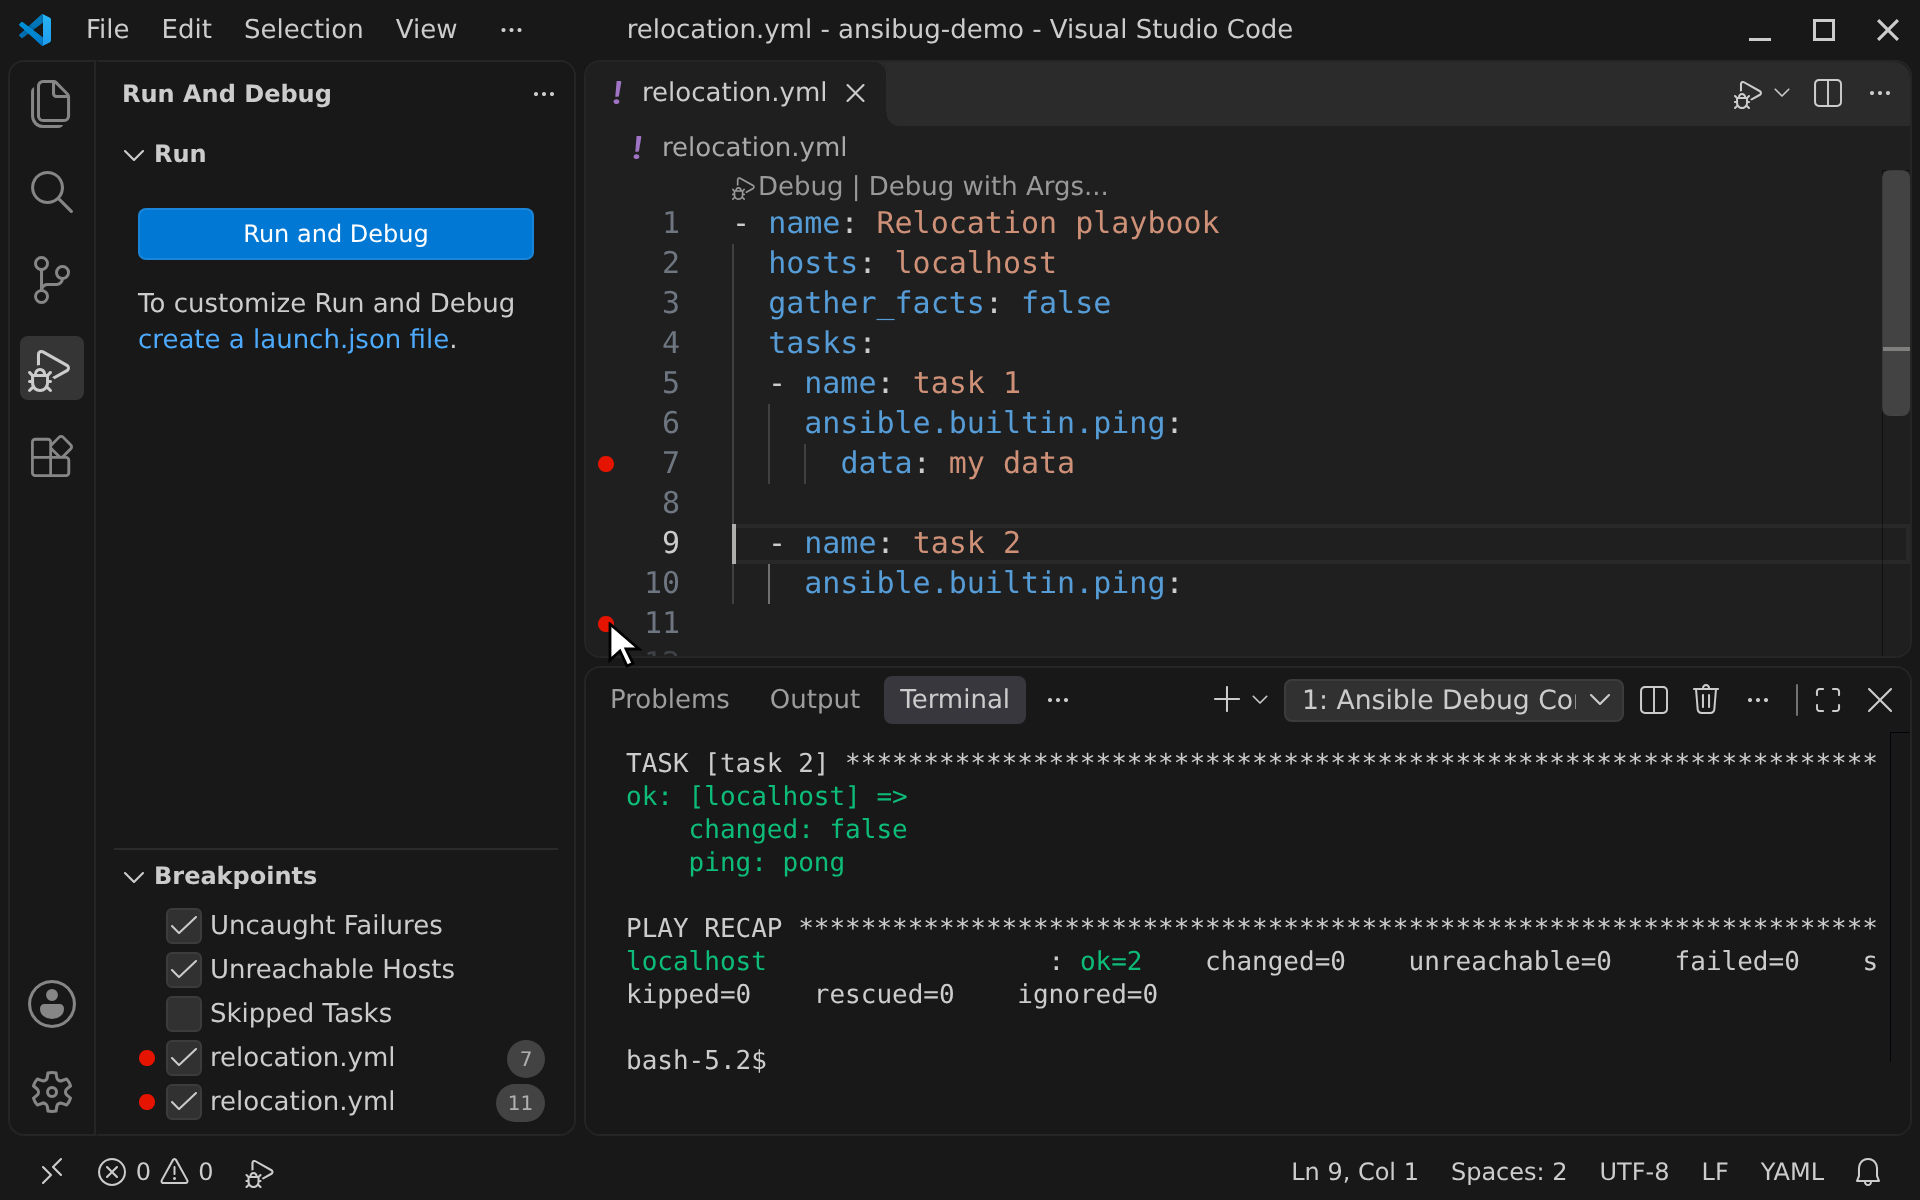 File Edit Selection View ··· relocation.yml - ansibug-demo - Visual Studio Code
Run And Debug
Run
Run and Debug
To customize Run and Debug
create a launch.json file.
Breakpoints
Uncaught Failures
Unreachable Hosts
Skipped Tasks
relocation.yml 7
relocation.yml 11
! relocation.yml
! relocation.yml
Debug | Debug with Args...
1 - name: Relocation playbook
2 hosts: localhost
3 gather_facts: false
4 tasks:
5 - name: task 1
6 ansible.builtin.ping:
7 data: my data
8
9 - name: task 2
10 ansible.builtin.ping:
11
Problems Output Terminal ··· 1: Ansible Debug Co
TASK [task 2] ******************************************************************
ok: [localhost] =>
changed: false
ping: pong
PLAY RECAP *********************************************************************
localhost : ok=2 changed=0 unreachable=0 failed=0 s
kipped=0 rescued=0 ignored=0
bash-5.2$
0 0 Ln 9, Col 1 Spaces: 2 UTF-8 LF YAML